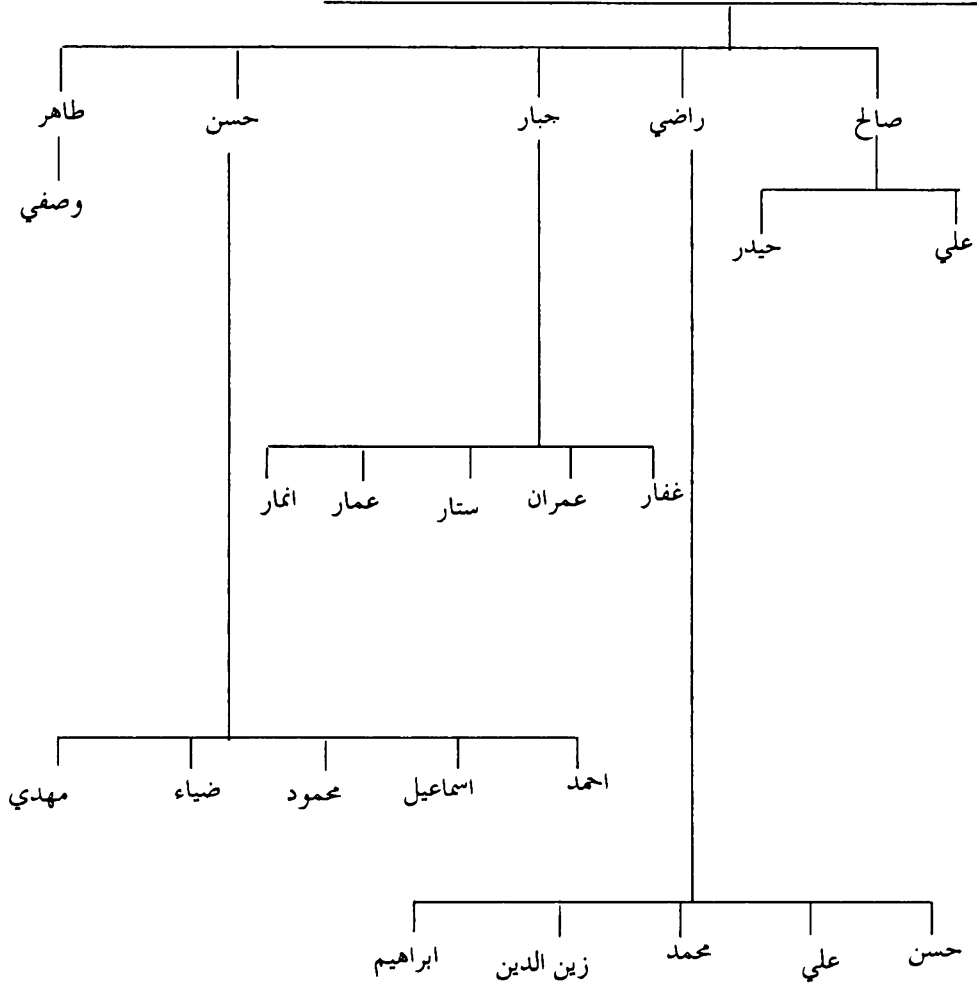 صالح راضي جبار حسن طاهر
علي حيدر وصفي
غفار عمران ستار عمار انمار
احمد اسماعيل محمود ضياء مهدي
حسن علي محمد زين الدين ابراهيم